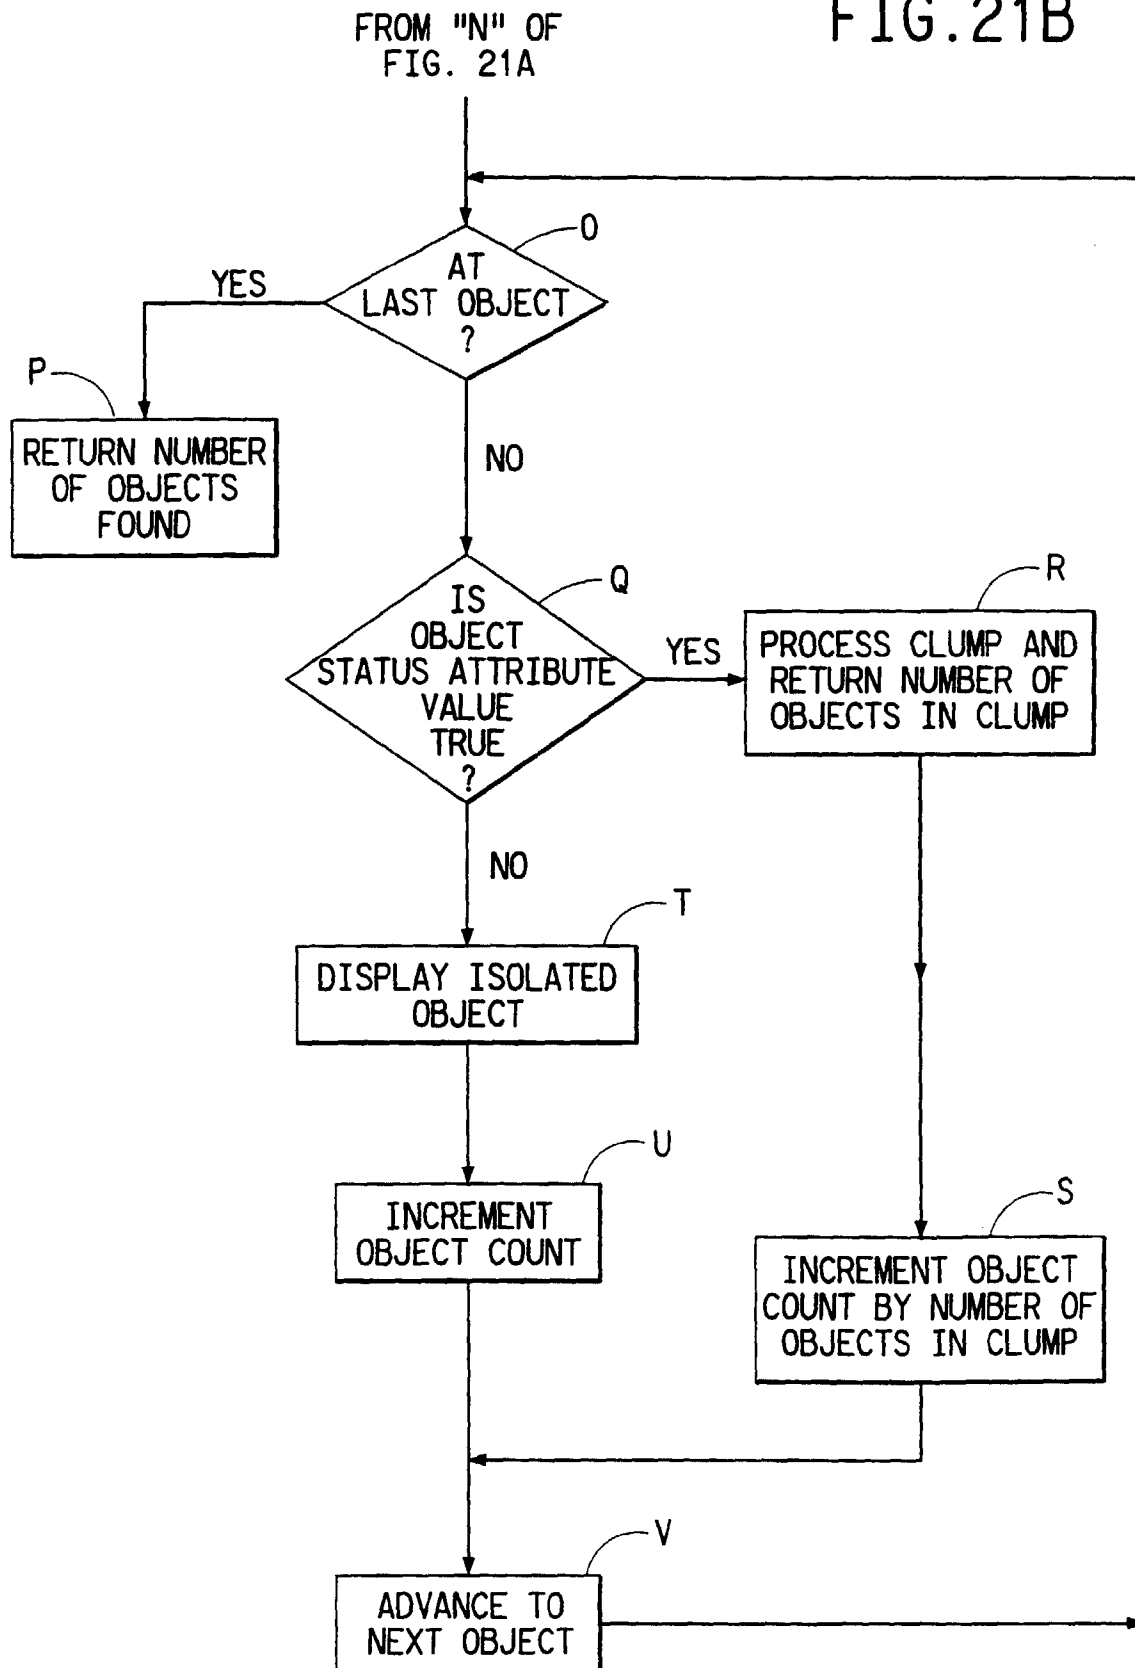 FROM "N" OF
FIG. 21A
FIG.21B
O
AT
LAST OBJECT
?
YES
P
RETURN NUMBER
OF OBJECTS
FOUND
NO
Q
IS
OBJECT
STATUS ATTRIBUTE
VALUE
TRUE
?
YES
R
PROCESS CLUMP AND
RETURN NUMBER OF
OBJECTS IN CLUMP
NO
T
DISPLAY ISOLATED
OBJECT
U
INCREMENT
OBJECT COUNT
S
INCREMENT OBJECT
COUNT BY NUMBER OF
OBJECTS IN CLUMP
V
ADVANCE TO
NEXT OBJECT